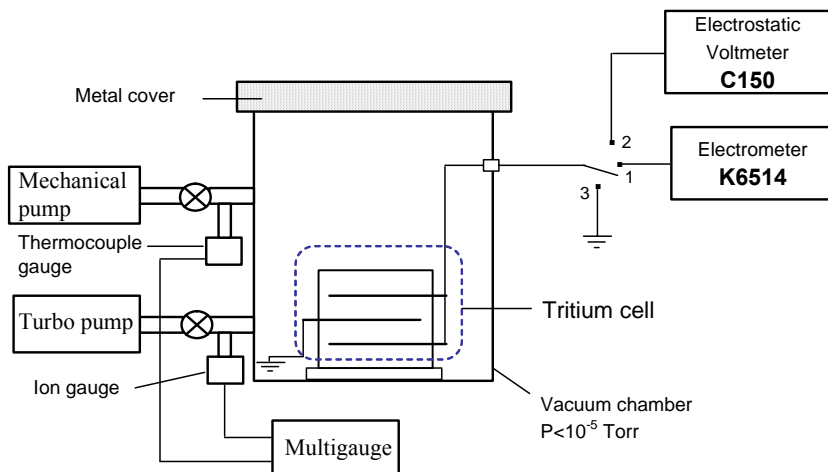 Electrostatic
Voltmeter
C150
Metal cover
2
Electrometer
K6514
1
3
Mechanical
pump
Thermocouple
gauge
Turbo pump
Tritium cell
Ion gauge
Vacuum chamber
P<10⁻⁵ Torr
Multigauge